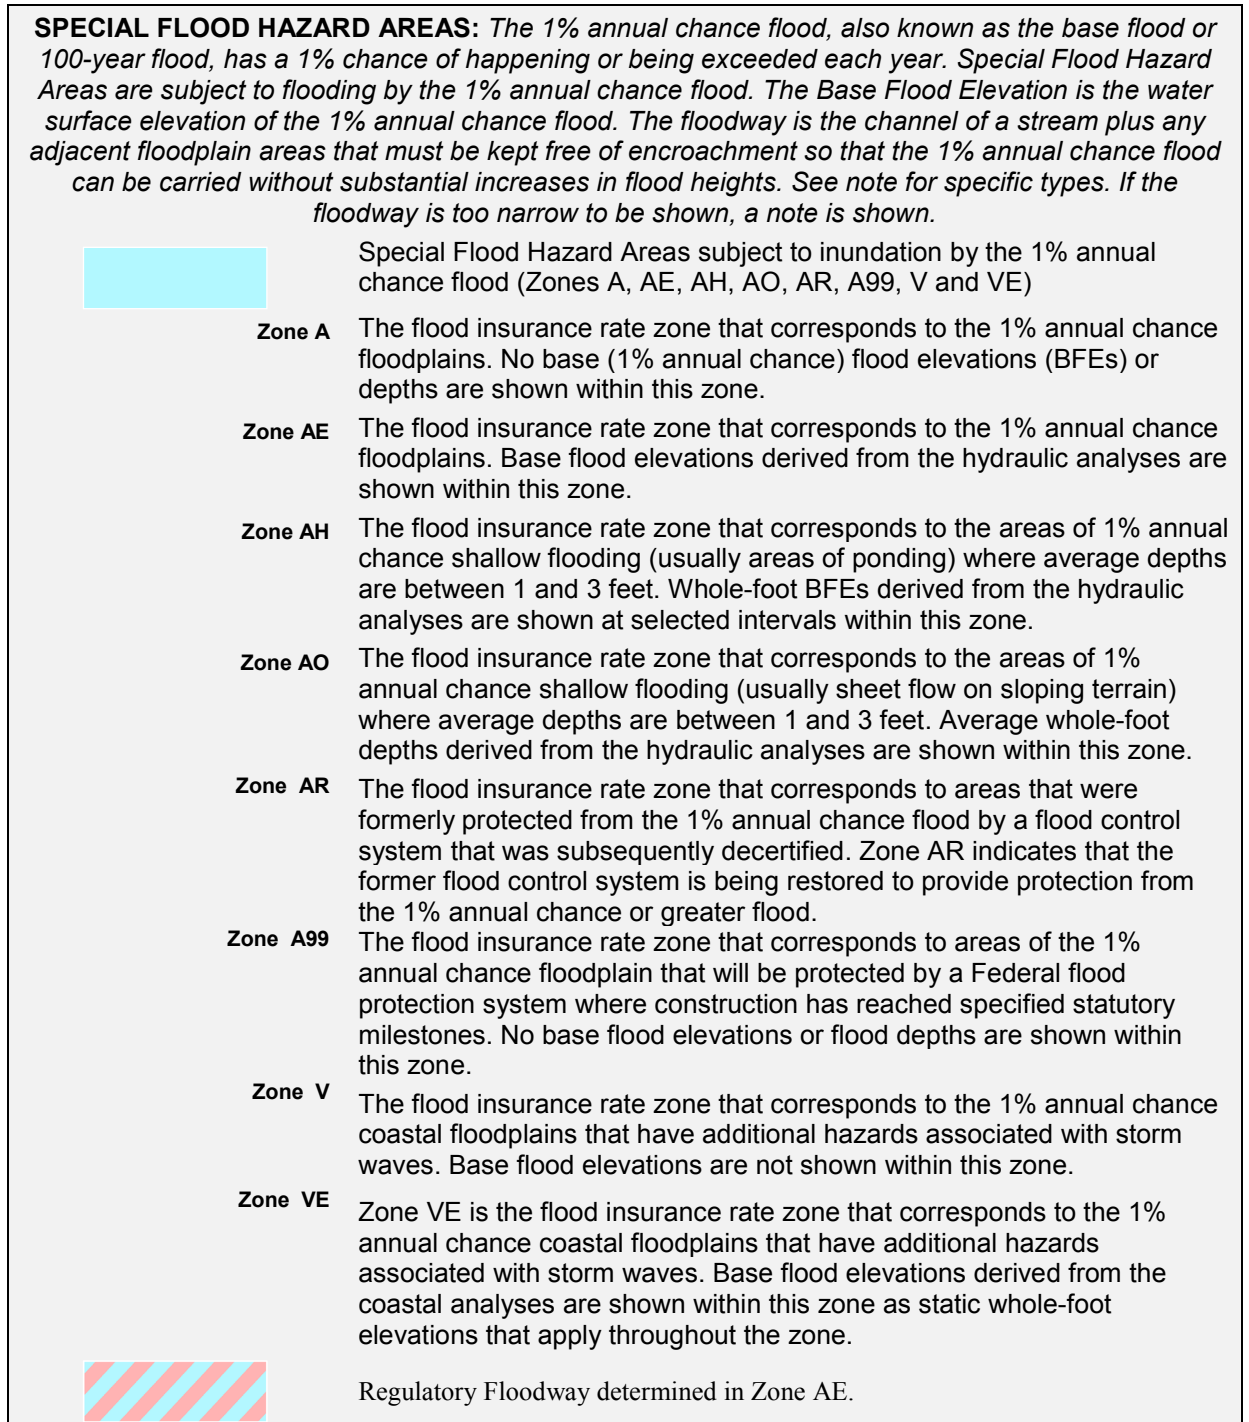 SPECIAL FLOOD HAZARD AREAS: The 1% annual chance flood, also known as the base flood or
100-year flood, has a 1% chance of happening or being exceeded each year. Special Flood Hazard
Areas are subject to flooding by the 1% annual chance flood. The Base Flood Elevation is the water
surface elevation of the 1% annual chance flood. The floodway is the channel of a stream plus any
adjacent floodplain areas that must be kept free of encroachment so that the 1% annual chance flood
can be carried without substantial increases in flood heights. See note for specific types. If the
floodway is too narrow to be shown, a note is shown.
Special Flood Hazard Areas subject to inundation by the 1% annual
chance flood (Zones A, AE, AH, AO, AR, A99, V and VE)
Zone A The flood insurance rate zone that corresponds to the 1% annual chance
floodplains. No base (1% annual chance) flood elevations (BFEs) or
depths are shown within this zone.
Zone AE The flood insurance rate zone that corresponds to the 1% annual chance
floodplains. Base flood elevations derived from the hydraulic analyses are
shown within this zone.
Zone AH The flood insurance rate zone that corresponds to the areas of 1% annual
chance shallow flooding (usually areas of ponding) where average depths
are between 1 and 3 feet. Whole-foot BFEs derived from the hydraulic
analyses are shown at selected intervals within this zone.
Zone AO The flood insurance rate zone that corresponds to the areas of 1%
annual chance shallow flooding (usually sheet flow on sloping terrain)
where average depths are between 1 and 3 feet. Average whole-foot
depths derived from the hydraulic analyses are shown within this zone.
Zone AR The flood insurance rate zone that corresponds to areas that were
formerly protected from the 1% annual chance flood by a flood control
system that was subsequently decertified. Zone AR indicates that the
former flood control system is being restored to provide protection from
the 1% annual chance or greater flood.
Zone A99 The flood insurance rate zone that corresponds to areas of the 1%
annual chance floodplain that will be protected by a Federal flood
protection system where construction has reached specified statutory
milestones. No base flood elevations or flood depths are shown within
this zone.
Zone V The flood insurance rate zone that corresponds to the 1% annual chance
coastal floodplains that have additional hazards associated with storm
waves. Base flood elevations are not shown within this zone.
Zone VE Zone VE is the flood insurance rate zone that corresponds to the 1%
annual chance coastal floodplains that have additional hazards
associated with storm waves. Base flood elevations derived from the
coastal analyses are shown within this zone as static whole-foot
elevations that apply throughout the zone.
Regulatory Floodway determined in Zone AE.